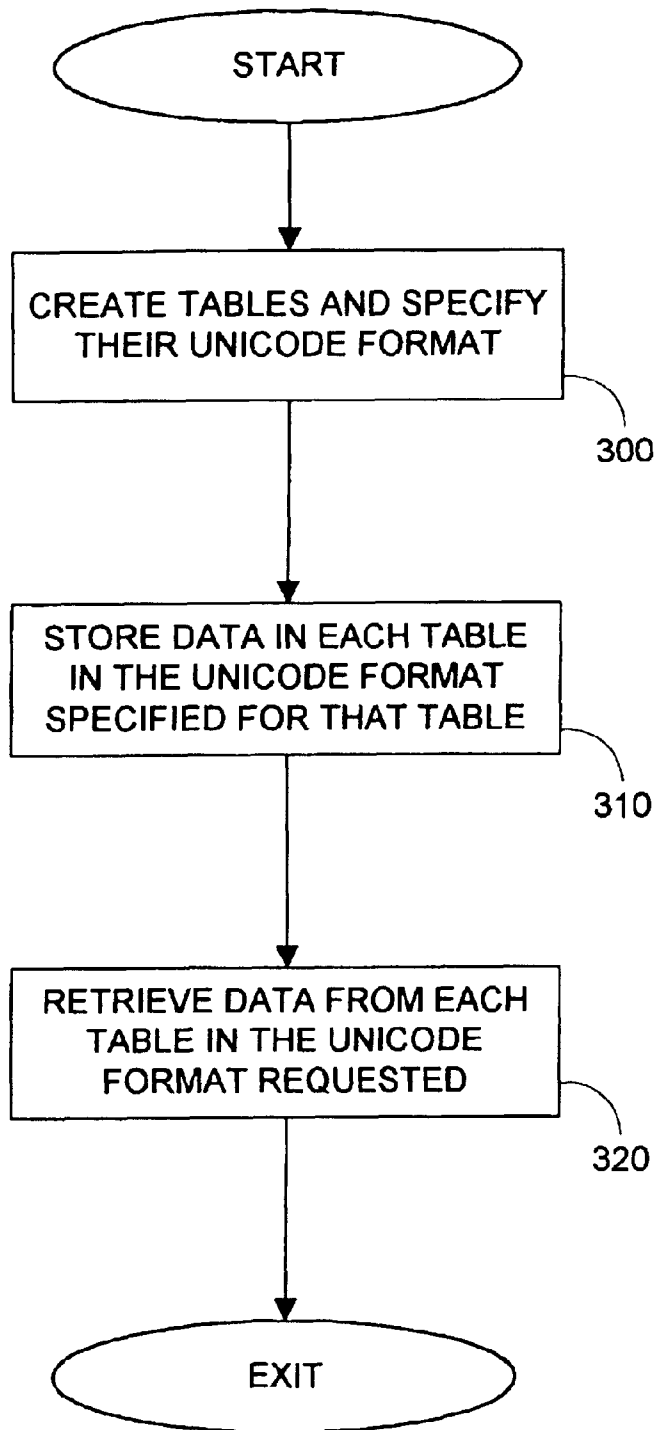 START
CREATE TABLES AND SPECIFY
THEIR UNICODE FORMAT
300
STORE DATA IN EACH TABLE
IN THE UNICODE FORMAT
SPECIFIED FOR THAT TABLE
310
RETRIEVE DATA FROM EACH
TABLE IN THE UNICODE
FORMAT REQUESTED
320
EXIT